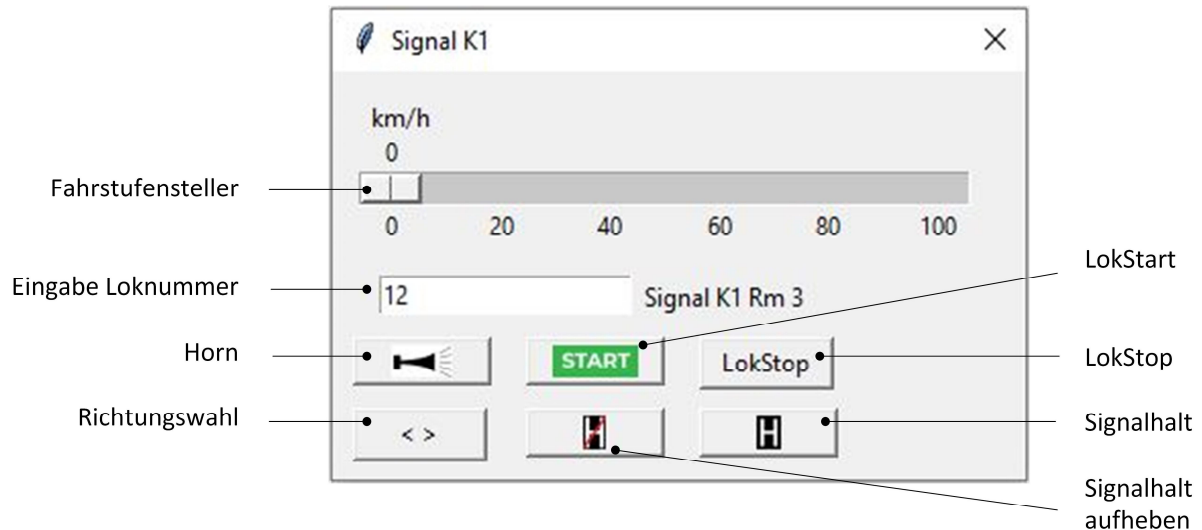 Signal K1
km/h
0
Fahrstufensteller
0 20 40 60 80 100
LokStart
Eingabe Loknummer
12
Signal K1 Rm 3
Horn
START
LokStop
LokStop
Richtungswahl
< >
H
H
Signalhalt
Signalhalt
aufheben